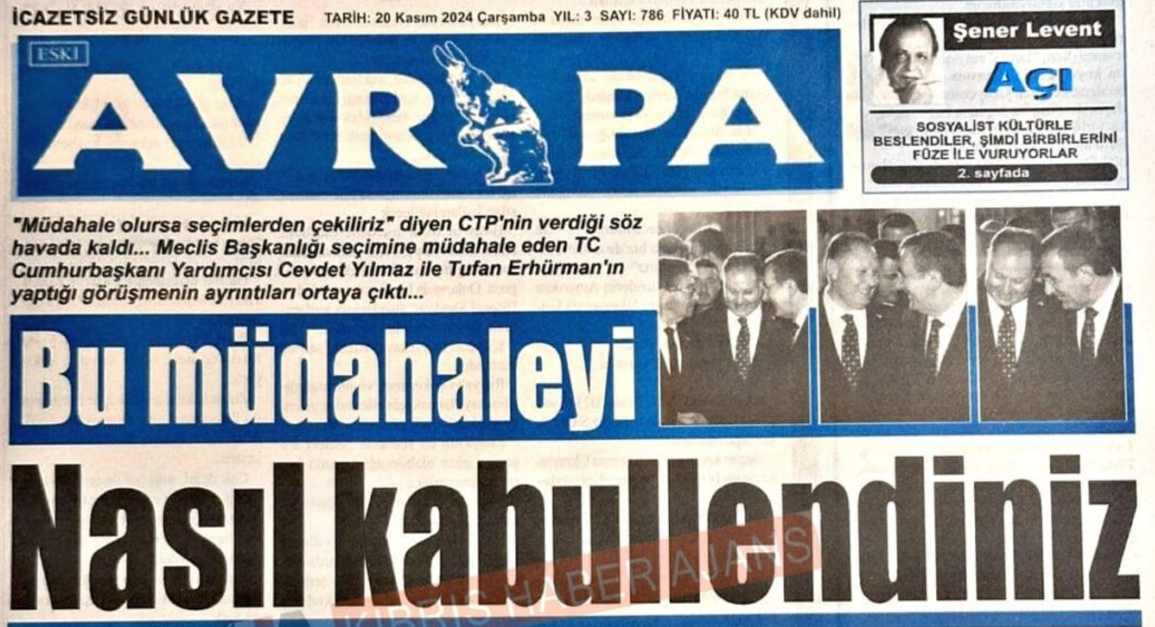 İCAZETSİZ GÜNLÜK GAZETE
TARİH: 20 Kasım 2024 Çarşamba YIL: 3 SAYI: 786 FİYATI: 40 TL (KDV dahil)
ESKİ
AVR PA
Şener Levent
Açı
SOSYALİST KÜLTÜRLE
BESLENDİLER, ŞİMDİ BİRBİRLERİNİ
FÜZE İLE VURUYORLAR
2. sayfada
"Müdahale olursa seçimlerden çekiliriz" diyen CTP'nin verdiği söz
havada kaldı... Meclis Başkanlığı seçimine müdahale eden TC
Cumhurbaşkanı Yardımcısı Cevdet Yılmaz ile Tufan Erhürman'ın
yaptığı görüşmenin ayrıntıları ortaya çıktı...
Bu müdahaleyi
Nasıl kabullendiniz
KIBRIS HABER AJANS